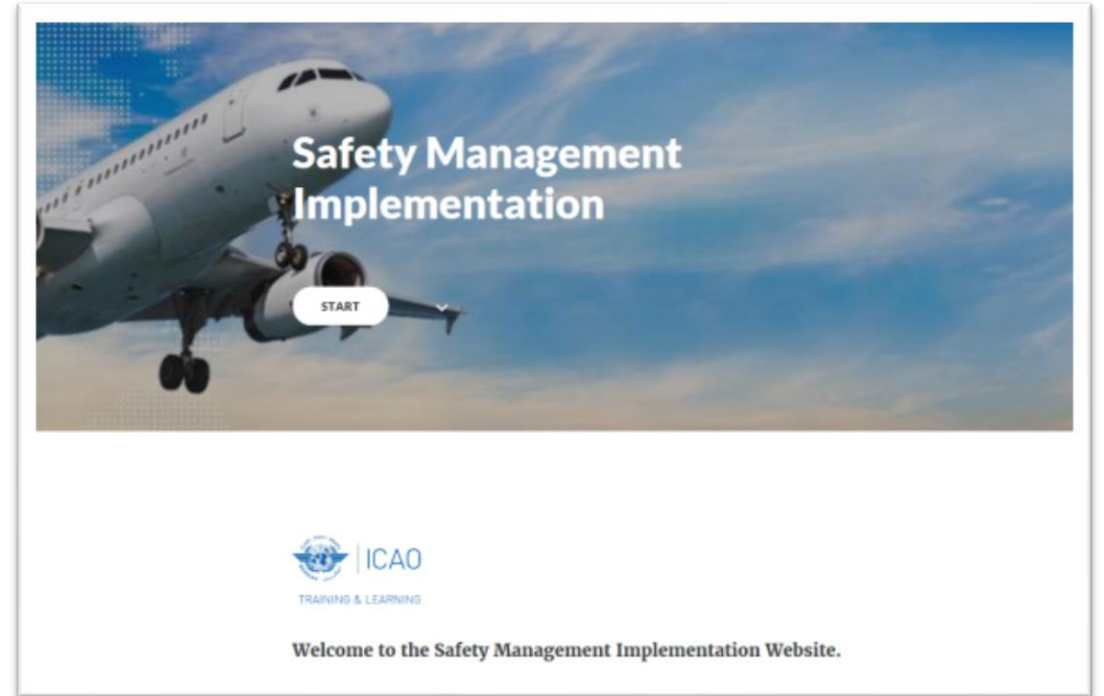 Safety Management
Implementation
START
ICAO
TRAINING & LEARNING
Welcome to the Safety Management Implementation Website.